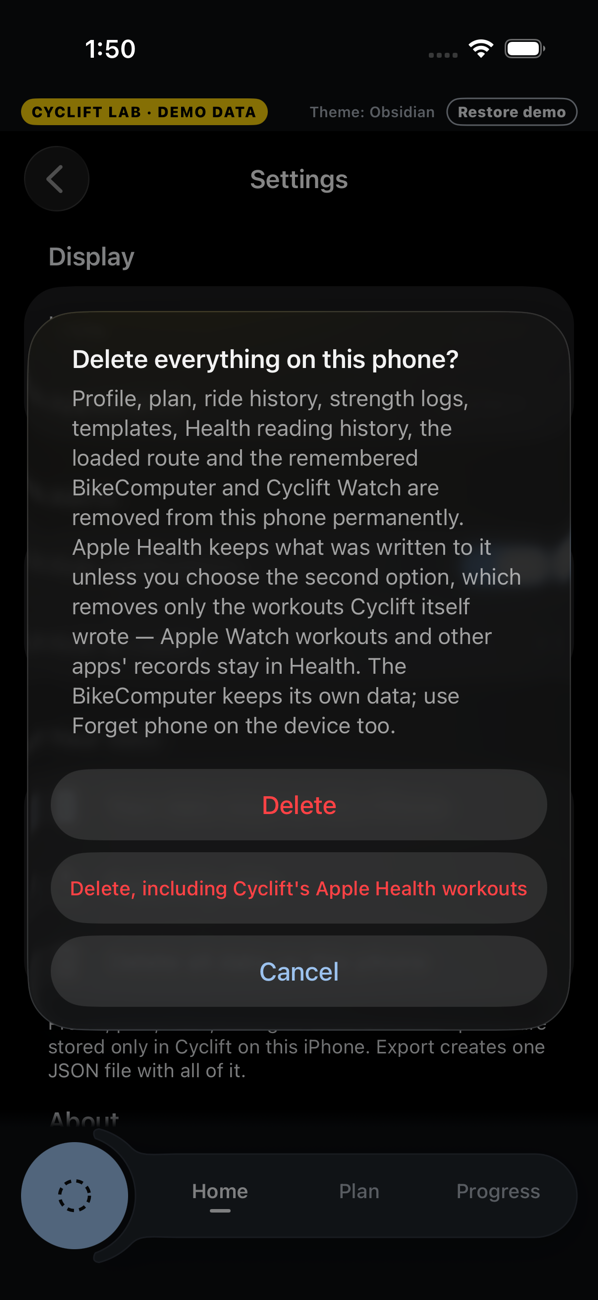 1:50
CYCLIFT LAB · DEMO DATA
Theme: Obsidian
Restore demo
Settings
Display
Delete everything on this phone?
Profile, plan, ride history, strength logs,
templates, Health reading history, the
loaded route and the remembered
BikeComputer and Cyclift Watch are
removed from this phone permanently.
Apple Health keeps what was written to it
unless you choose the second option, which
removes only the workouts Cyclift itself
wrote — Apple Watch workouts and other
apps' records stay in Health. The
BikeComputer keeps its own data; use
Forget phone on the device too.
Delete
Delete, including Cyclift's Apple Health workouts
Cancel
stored only in Cyclift on this iPhone. Export creates one
JSON file with all of it.
About
Home
Plan
Progress